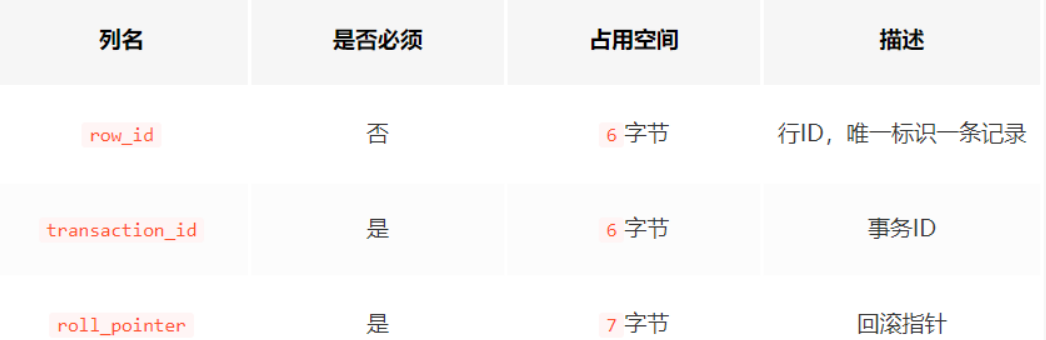 列名 是否必须 占用空间 描述
row_id 否 6 字节 行ID，唯一标识一条记录
transaction_id 是 6 字节 事务ID
roll_pointer 是 7 字节 回滚指针